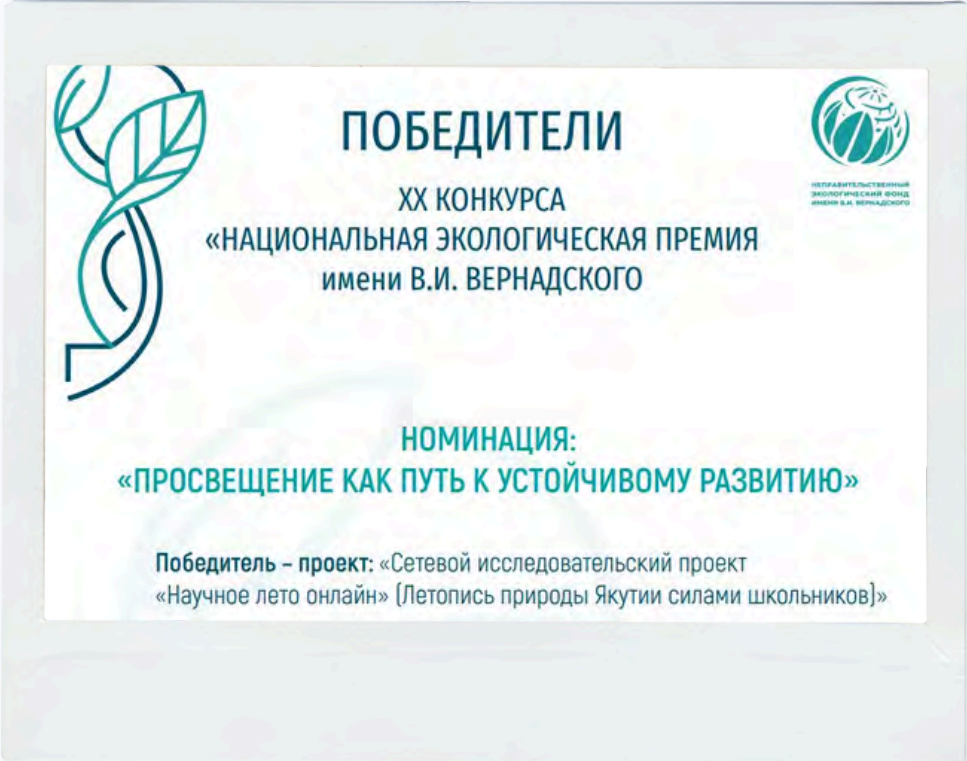 ПОБЕДИТЕЛИ
XX КОНКУРСА
«НАЦИОНАЛЬНАЯ ЭКОЛОГИЧЕСКАЯ ПРЕМИЯ
имени В.И. ВЕРНАДСКОГО
НЕПРАВИТЕЛЬСТВЕННЫЙ
ЭКОЛОГИЧЕСКИЙ ФОНД
ИМЕНИ В.И. ВЕРНАДСКОГО
НОМИНАЦИЯ:
«ПРОСВЕЩЕНИЕ КАК ПУТЬ К УСТОЙЧИВОМУ РАЗВИТИЮ»
Победитель – проект: «Сетевой исследовательский проект
«Научное лето онлайн» (Летопись природы Якутии силами школьников)»